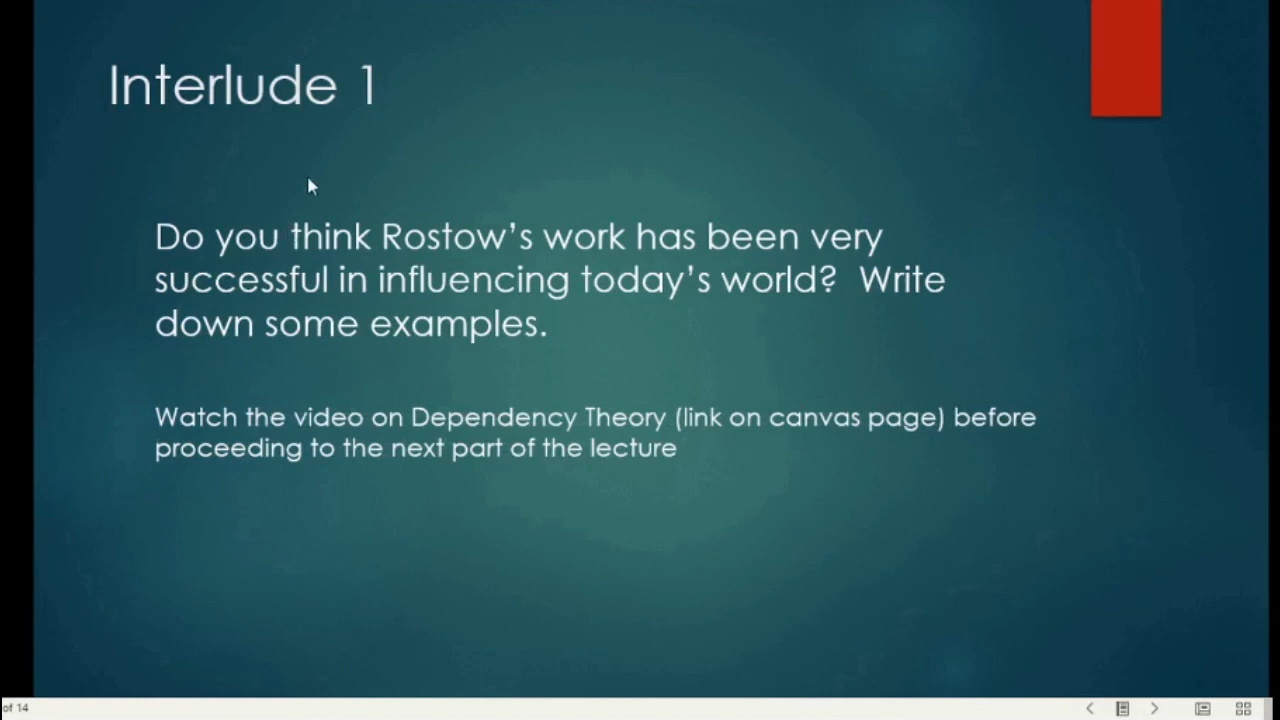 Interlude 1
Do you think Rostow's work has been very
successful in influencing today's world?  Write
down some examples.
Watch the video on Dependency Theory (link on canvas page) before
proceeding to the next part of the lecture
of 14